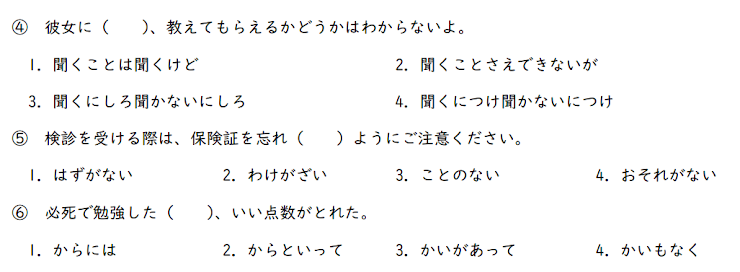 ④ 彼女に（　　）、教えてもらえるかどうかはわからないよ。
1．聞くことは聞くけど　2．聞くことさえできないが
3．聞くにしろ聞かないにしろ　4．聞くにつけ聞かないにつけ
⑤ 検診を受ける際は、保険証を忘れ（　　）ようにご注意ください。
1．はずがない　2．わけがざい　3．ことのない　4．おそれがない
⑥ 必死で勉強した（　　）、いい点数がとれた。
1．からには　2．からといって　3．かいがあって　4．かいもなく